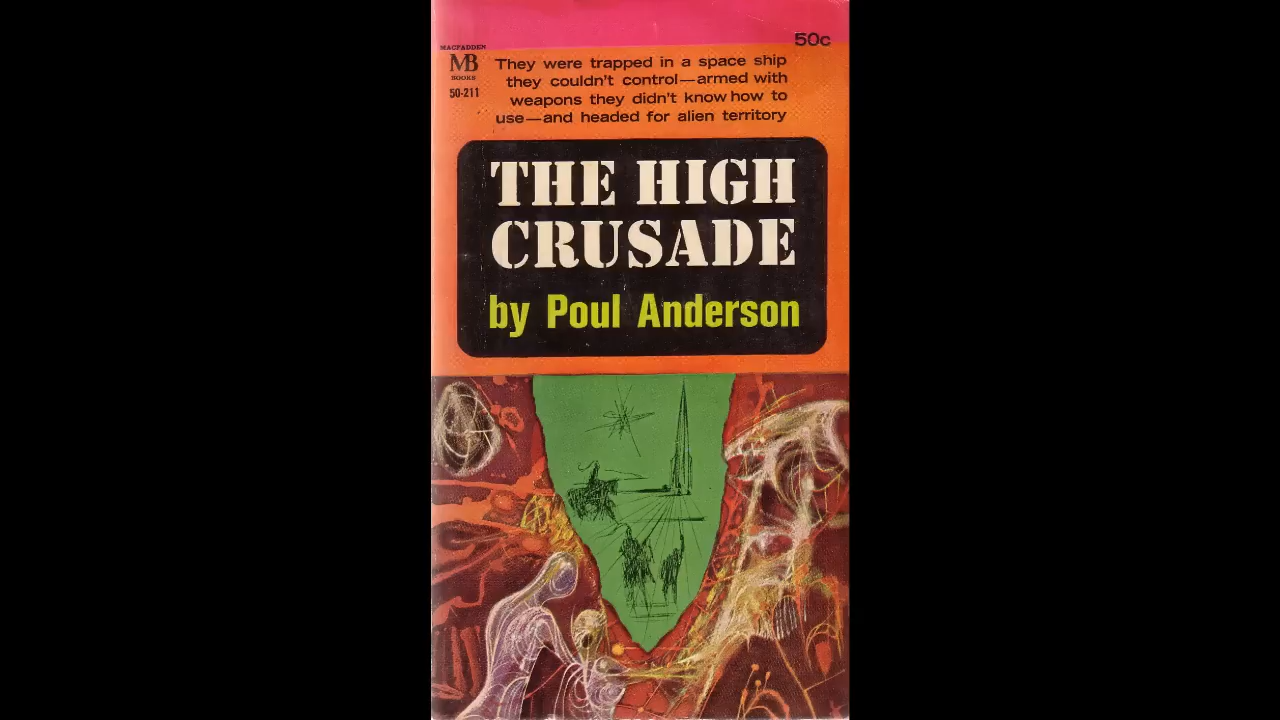 50c
MACFADDEN
MB
BOOKS
50-211
They were trapped in a space ship
they couldn't control—armed with
weapons they didn't know how to
use—and headed for alien territory
THE HIGH
CRUSADE
by Poul Anderson